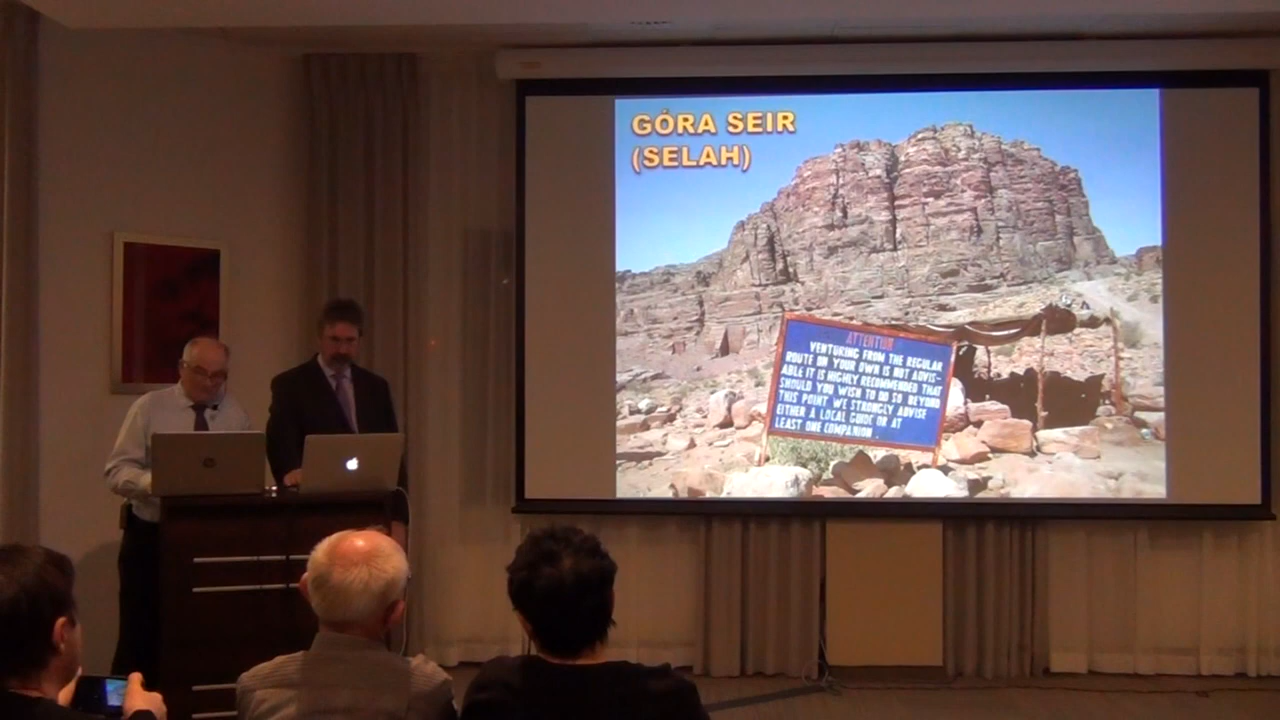 GÓRA SEIR
(SELAH)
ATTENTION
VENTURING FROM THE REGULAR
ROUTE ON YOUR OWN IS NOT ADVIS-
ABLE IT IS HIGHLY RECOMMENDED THAT
SHOULD YOU WISH TO DO SO BEYOND
THIS POINT WE STRONGLY ADVISE
EITHER A LOCAL GUIDE OR AT
LEAST ONE COMPANION.